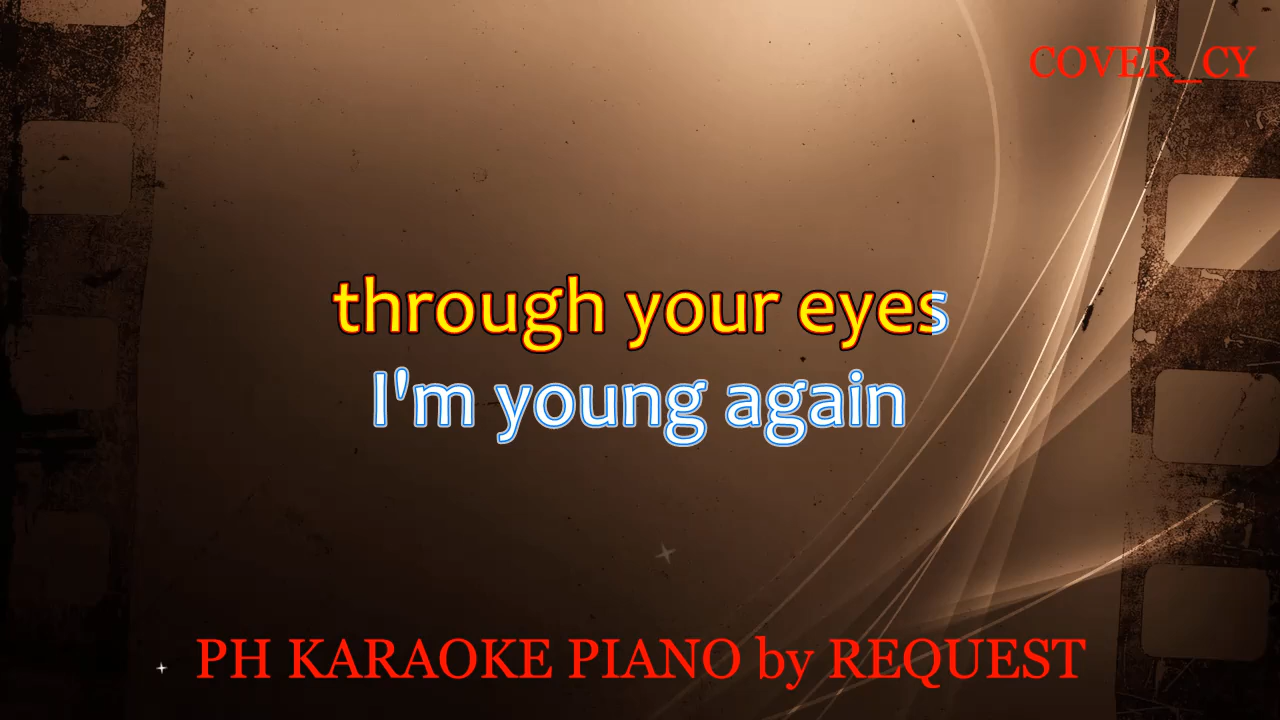 COVER_CY
through your eyes
I'm young again
PH KARAOKE PIANO by REQUEST